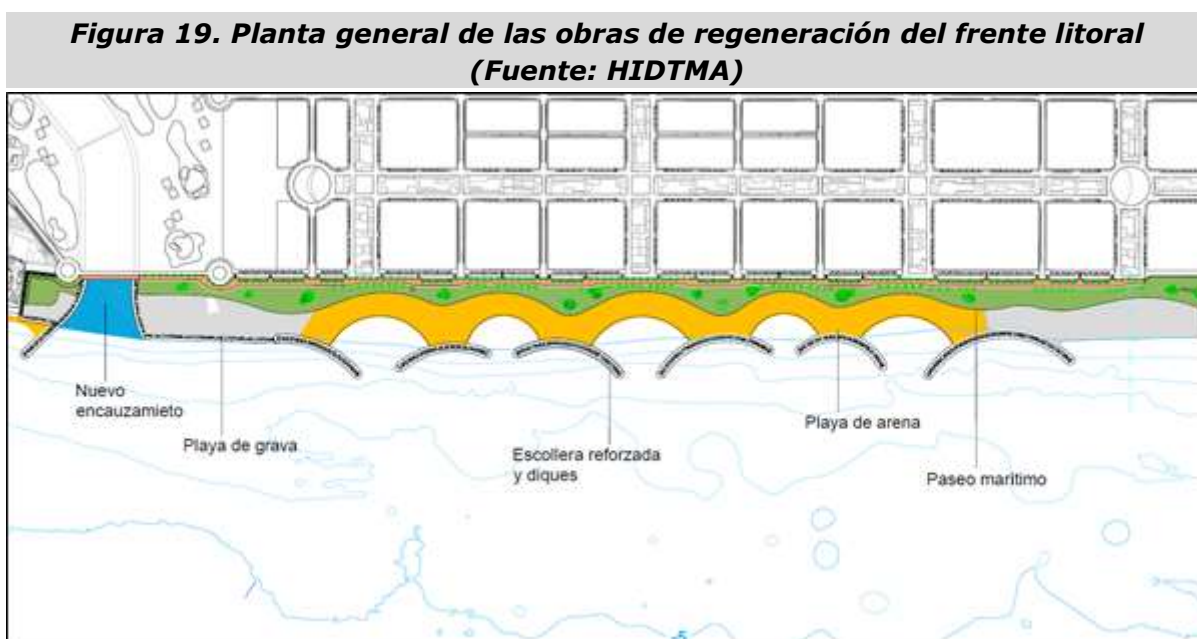 Figura 19. Planta general de las obras de regeneración del frente litoral
(Fuente: HIDTMA)
Nuevo
encauzamieto
Playa de grava
Escollera reforzada
y diques
Playa de arena
Paseo marítimo
-5